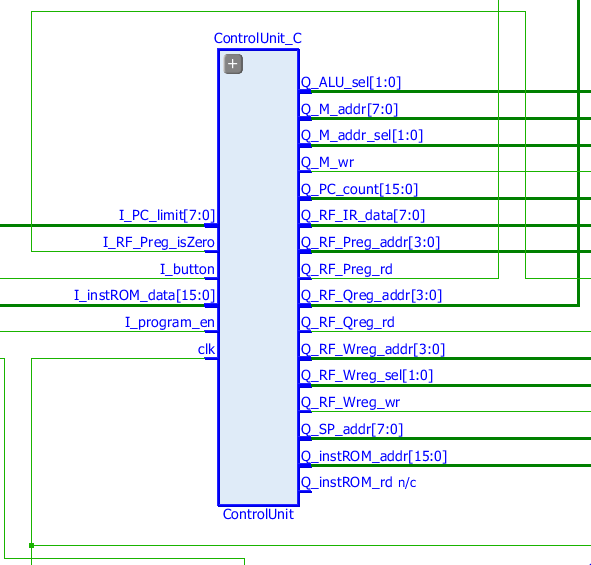 ControlUnit_C
+
Q_ALU_sel[1:0]
Q_M_addr[7:0]
Q_M_addr_sel[1:0]
Q_M_wr
Q_PC_count[15:0]
I_PC_limit[7:0] Q_RF_IR_data[7:0]
I_RF_Preg_isZero Q_RF_Preg_addr[3:0]
I_button Q_RF_Preg_rd
I_instROM_data[15:0] Q_RF_Qreg_addr[3:0]
I_program_en Q_RF_Qreg_rd
clk Q_RF_Wreg_addr[3:0]
Q_RF_Wreg_sel[1:0]
Q_RF_Wreg_wr
Q_SP_addr[7:0]
Q_instROM_addr[15:0]
Q_instROM_rd n/c
ControlUnit